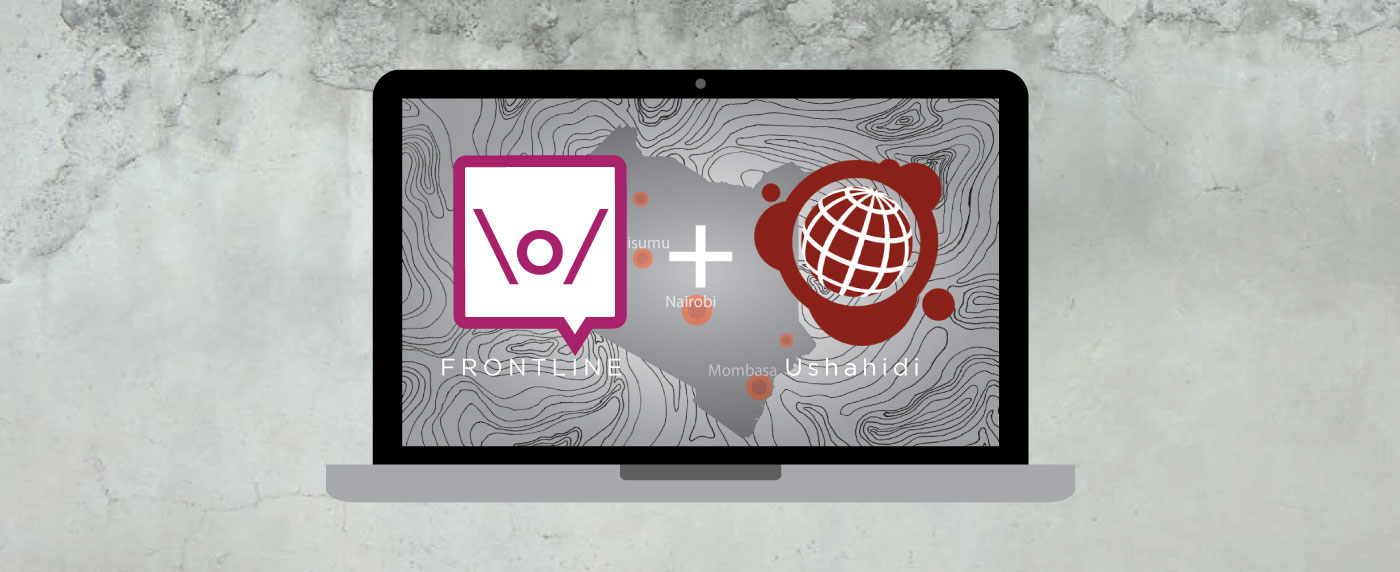 \o/
isumu
+
Nairobi
Mombasa
FRONTLINE
Ushahidi